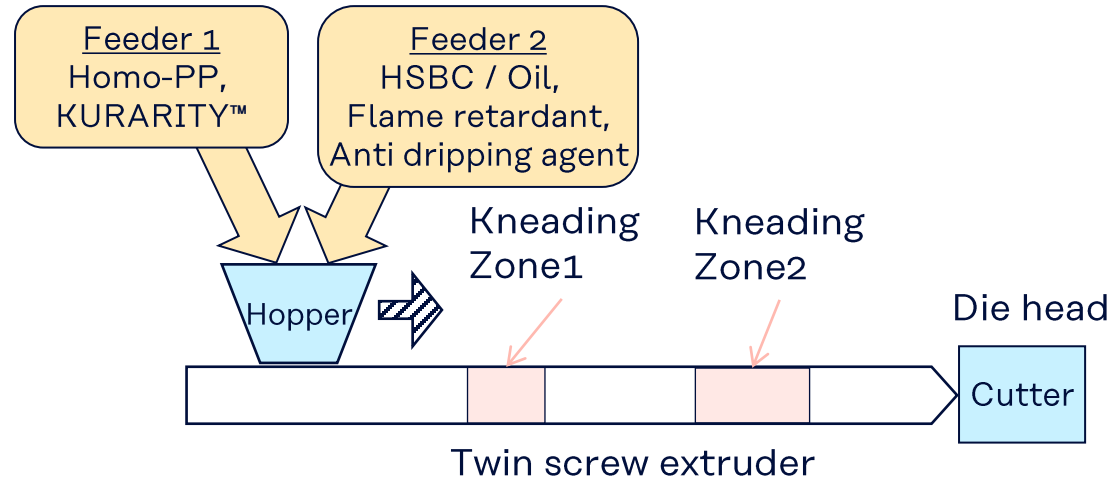 Feeder 1
Homo-PP,
KURARITY™
Feeder 2
HSBC / Oil,
Flame retardant,
Anti dripping agent
Kneading
Zone1
Kneading
Zone2
Hopper
Die head
Cutter
Twin screw extruder